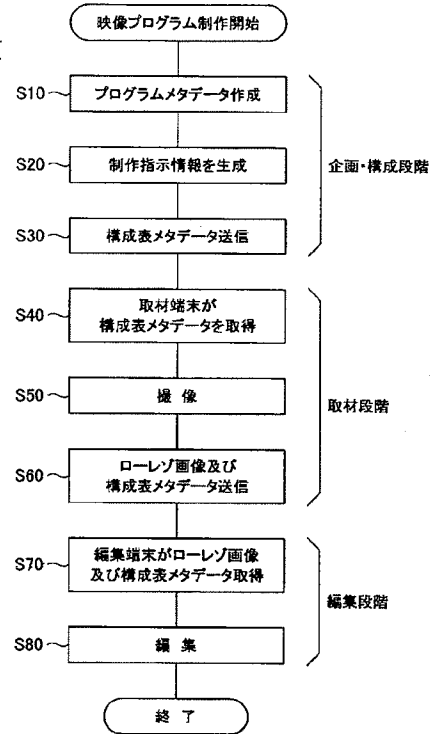 映像プログラム制作開始
S10
プログラムメタデータ作成
S20
制作指示情報を生成
S30
構成表メタデータ送信
企画・構成段階
S40
取材端末が
構成表メタデータを取得
S50
撮 像
S60
ローレゾ画像及び
構成表メタデータ送信
取材段階
S70
編集端末がローレゾ画像
及び構成表メタデータ取得
S80
編 集
編集段階
終 了